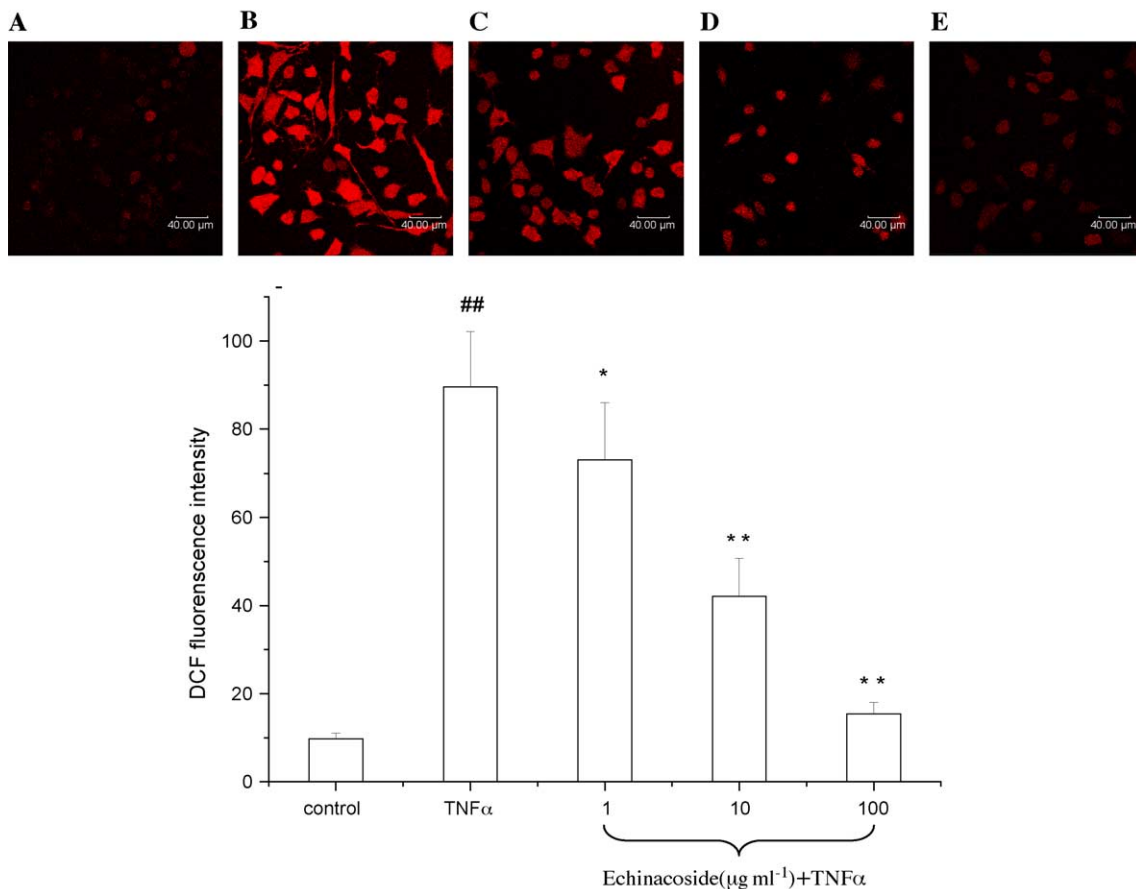 A B C D E
40.00 µm 40.00 µm 40.00 µm 40.00 µm 40.00 µm
##
100
*
80
DCF fluorenscence intensity
60
**
40
**
20
0
control TNFα 1 10 100
Echinacoside(µg ml⁻¹)+TNFα